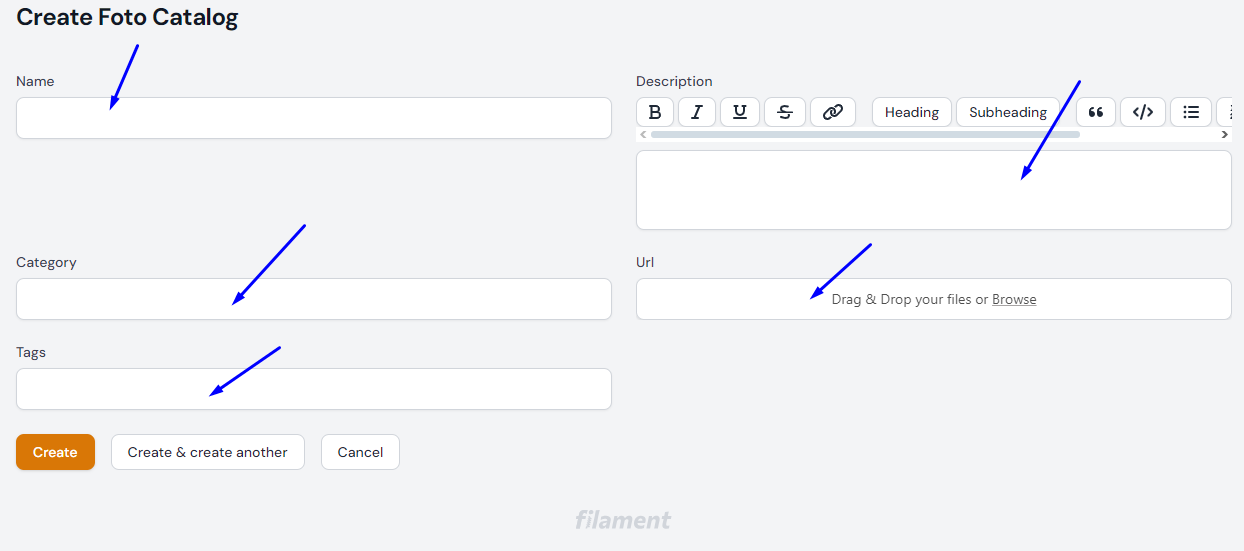 Create Foto Catalog
Name
Description
B I U S Heading Subheading
Category
Url
Drag & Drop your files or Browse
Tags
Create Create & create another Cancel
filament